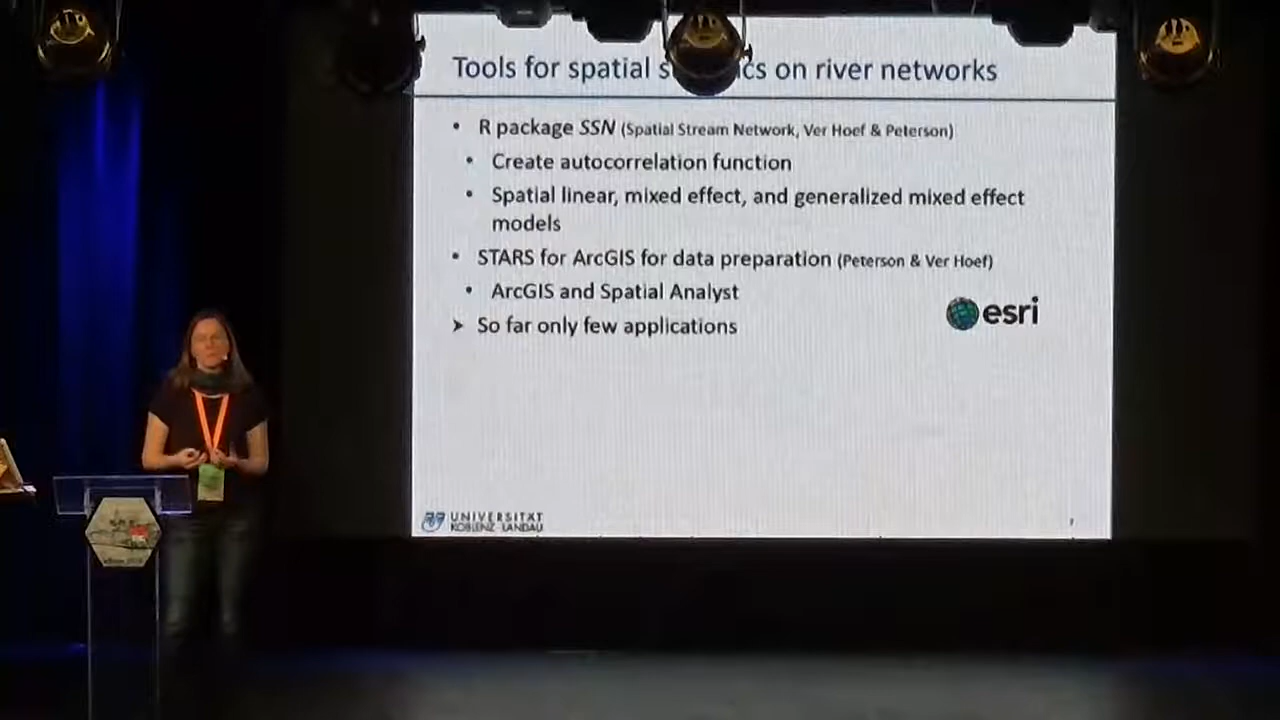 Tools for spatial s cs on river networks
• R package SSN (Spatial Stream Network, Ver Hoef & Peterson)
• Create autocorrelation function
• Spatial linear, mixed effect, and generalized mixed effect
models
• STARS for ArcGIS for data preparation (Peterson & Ver Hoef)
• ArcGIS and Spatial Analyst
➤ So far only few applications
esri
UNIVERSITÄT
KOBLENZ LANDAU